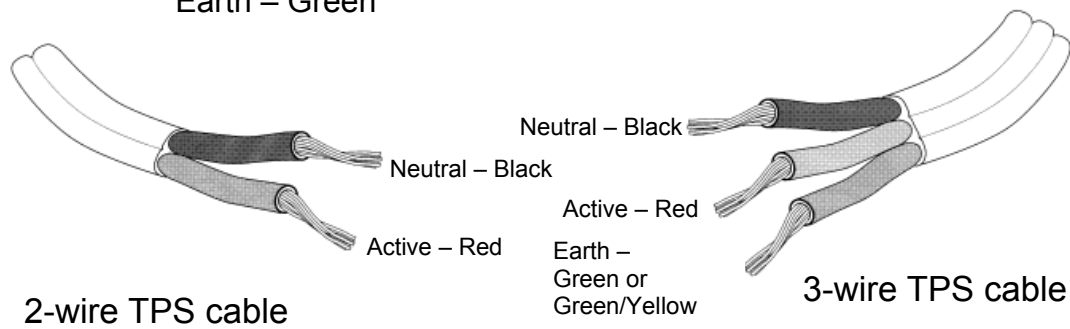 Earth – Green
Neutral – Black
Active – Red
2-wire TPS cable
Neutral – Black
Active – Red
Earth –
Green or
Green/Yellow
3-wire TPS cable